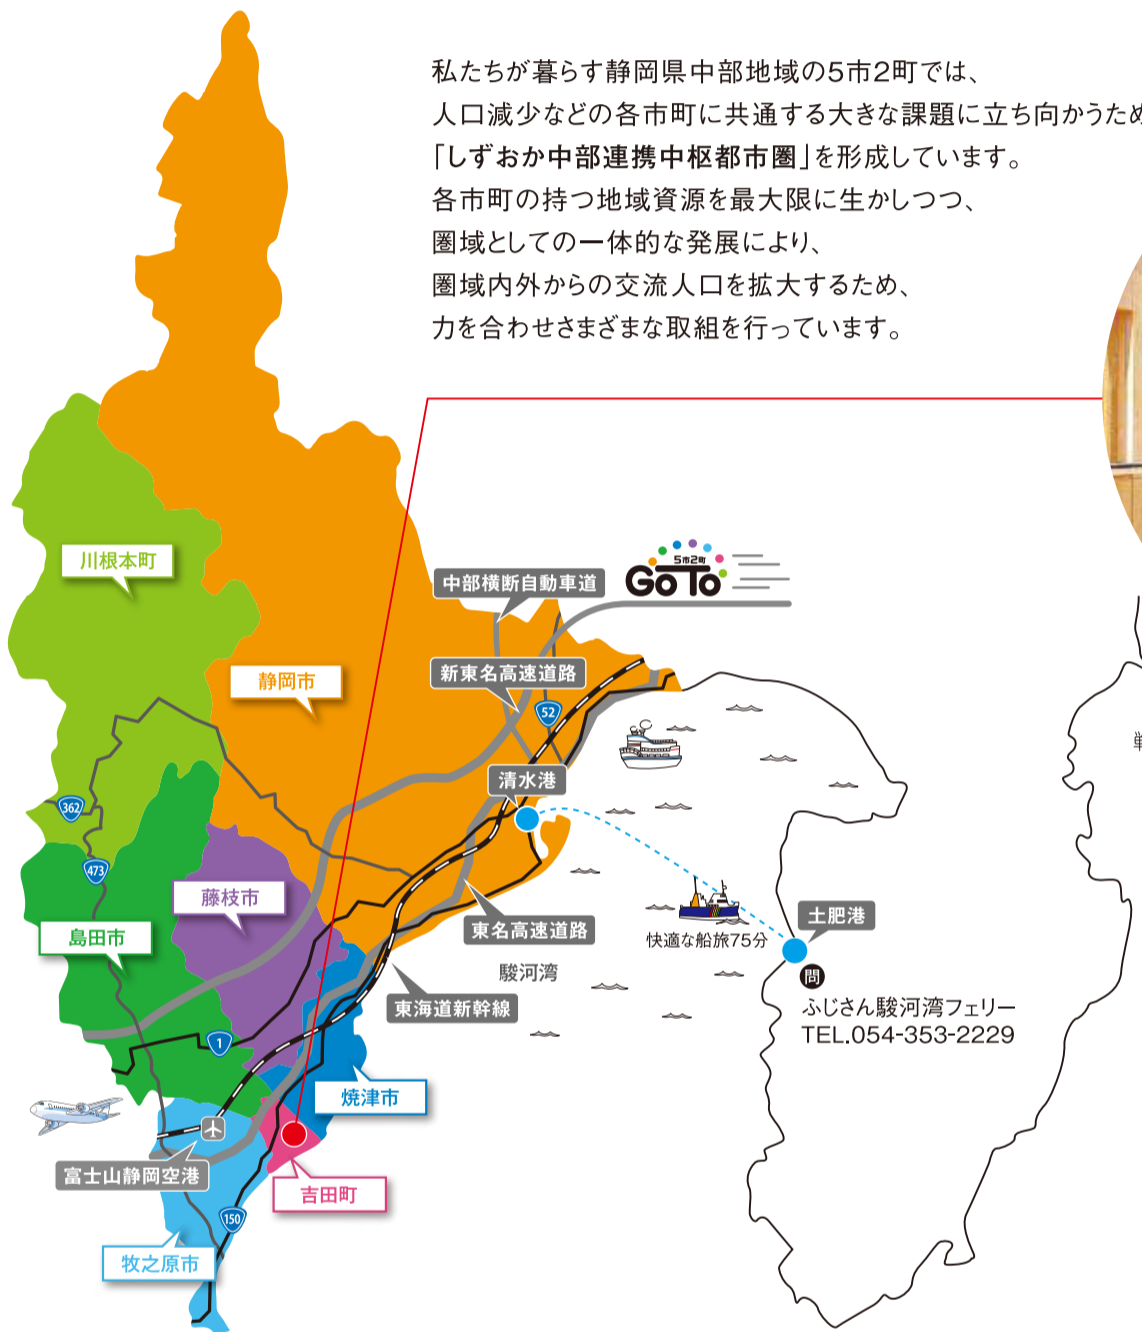 私たちが暮らす静岡県中部地域の5市2町では、
人口減少などの各市町に共通する大きな課題に立ち向かうため
「しずおか中部連携中枢都市圏」を形成しています。
各市町の持つ地域資源を最大限に生かしつつ、
圏域としての一体的な発展により、
圏域内外からの交流人口を拡大するため、
力を合わせさまざまな取組を行っています。
川根本町
5市2町
GoTo
中部横断自動車道
新東名高速道路
静岡市
52
清水港
362
473
藤枝市
島田市
東名高速道路
快適な船旅75分
土肥港
駿河湾
問
ふじさん駿河湾フェリー
TEL.054-353-2229
東海道新幹線
1
焼津市
富士山静岡空港
吉田町
150
牧之原市